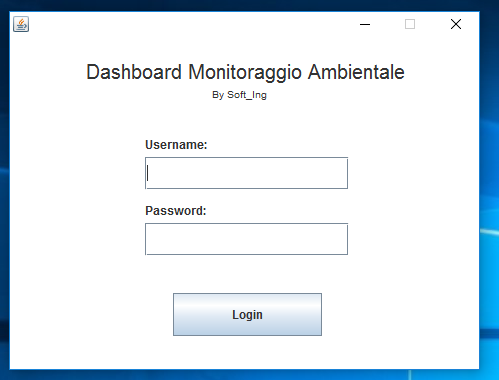 Dashboard Monitoraggio Ambientale
By Soft_Ing
Username:
Password:
Login